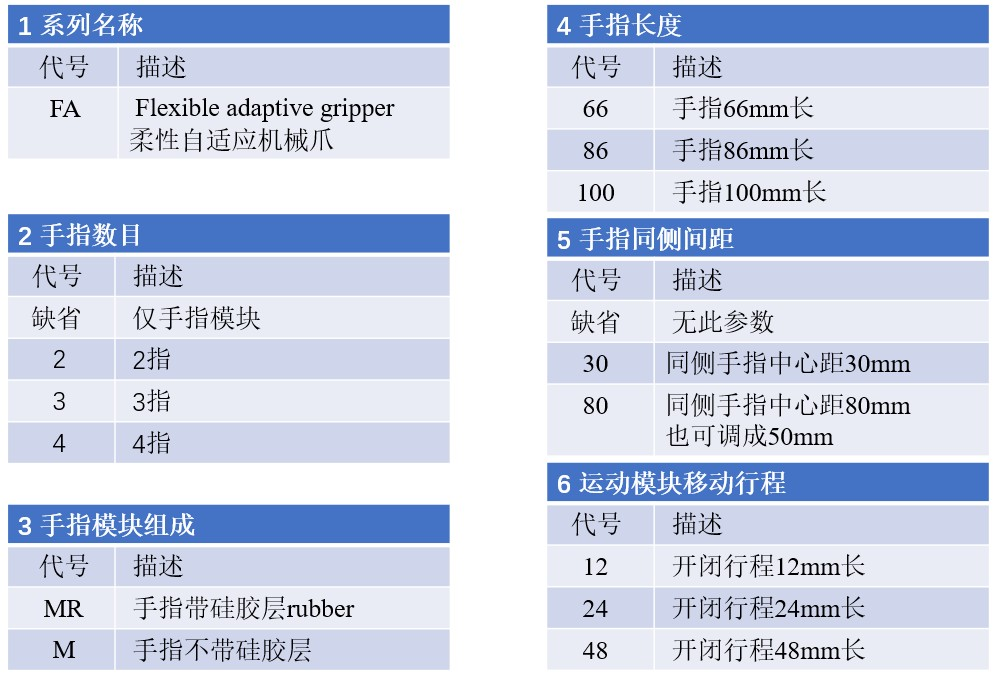 1 系列名称
代号 描述
FA Flexible adaptive gripper
柔性自适应机械爪
2 手指数目
代号 描述
缺省 仅手指模块
2 2指
3 3指
4 4指
3 手指模块组成
代号 描述
MR 手指带硅胶层rubber
M 手指不带硅胶层
4 手指长度
代号 描述
66 手指66mm长
86 手指86mm长
100 手指100mm长
5 手指同侧间距
代号 描述
缺省 无此参数
30 同侧手指中心距30mm
80 同侧手指中心距80mm
也可调成50mm
6 运动模块移动行程
代号 描述
12 开闭行程12mm长
24 开闭行程24mm长
48 开闭行程48mm长